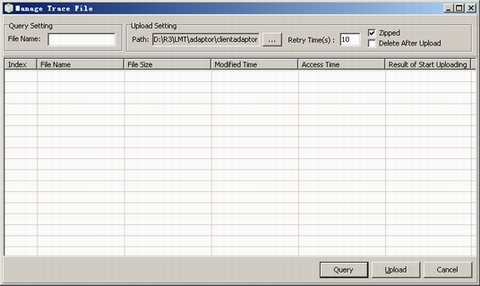 Manage Trace File
Query Setting
File Name:
Upload Setting
Path: D:\R3\LMT\adaptor\clientadaptor ... Retry Time(s) : 10
Zipped
Delete After Upload
Index File Name File Size Modified Time Access Time Result of Start Uploading
Query Upload Cancel